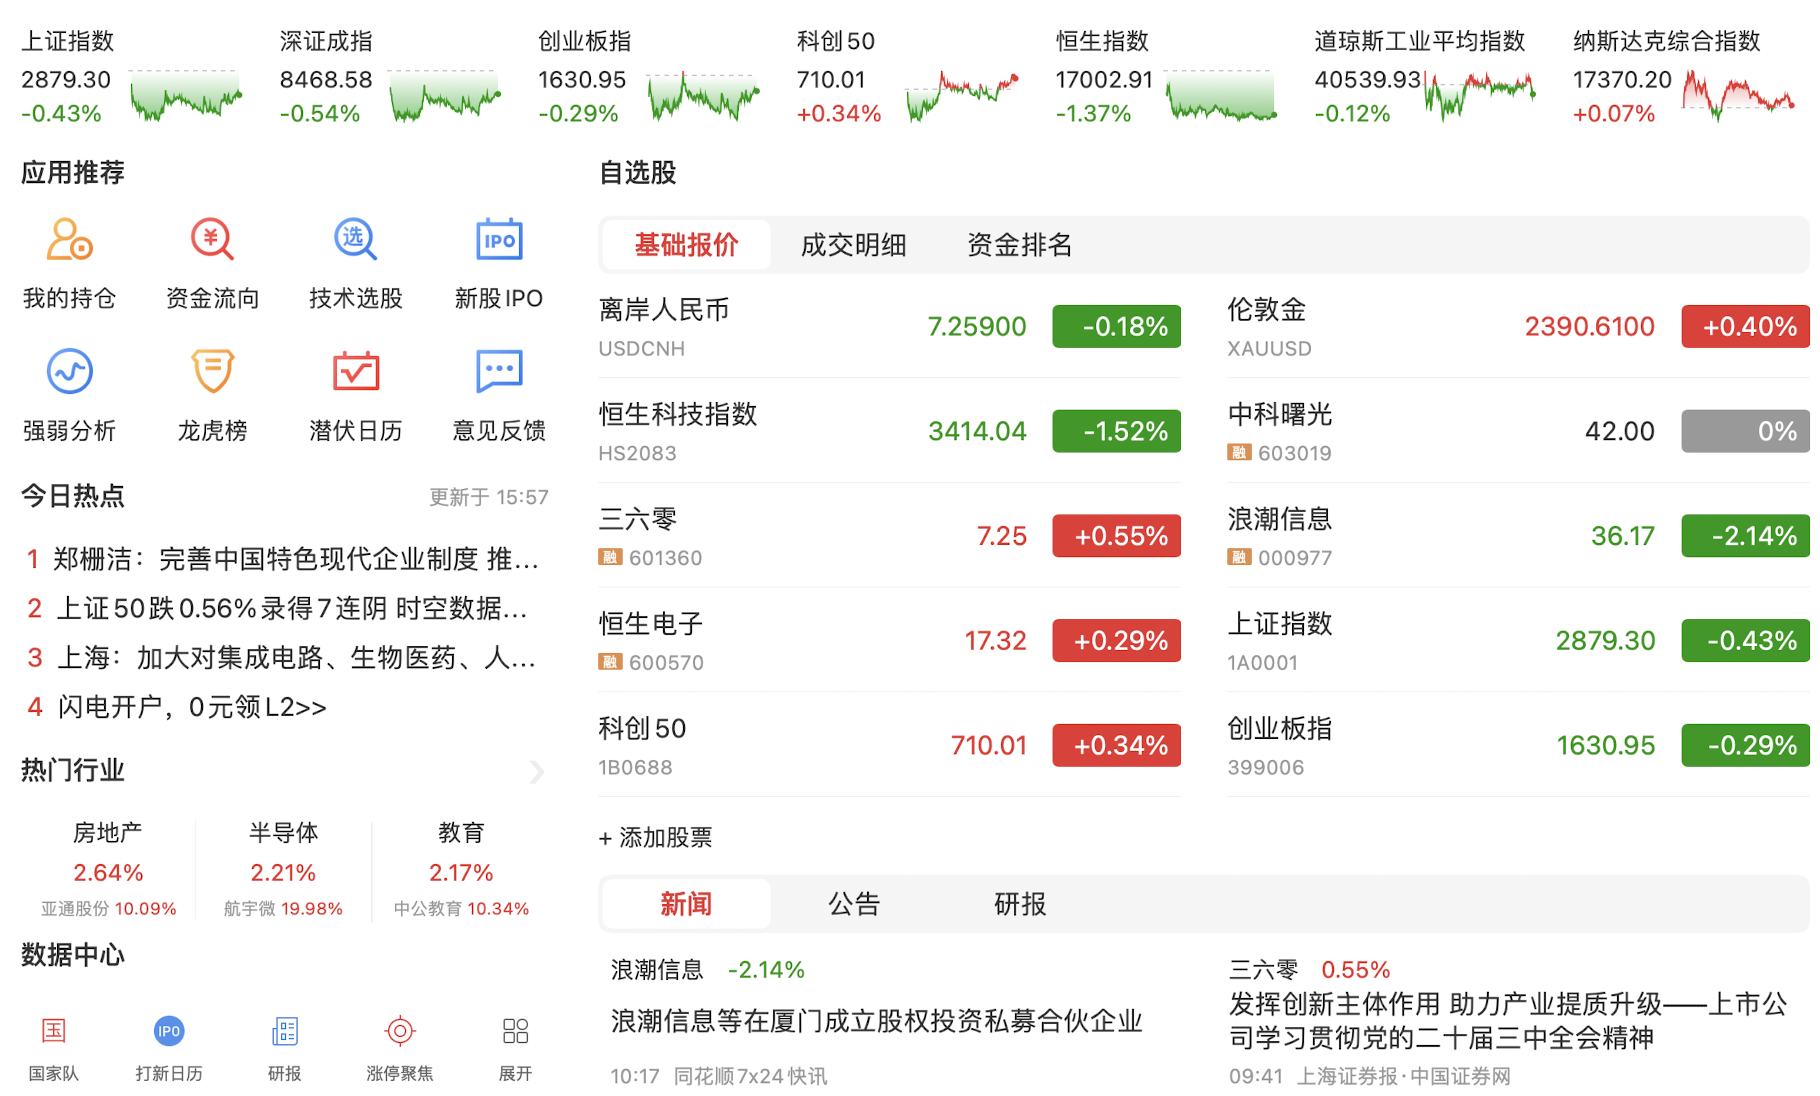 上证指数
2879.30
-0.43%
深证成指
8468.58
-0.54%
创业板指
1630.95
-0.29%
科创50
710.01
+0.34%
恒生指数
17002.91
-1.37%
道琼斯工业平均指数
40539.93
-0.12%
纳斯达克综合指数
17370.20
+0.07%
应用推荐
我的持仓
资金流向
选
技术选股
IPO
新股IPO
强弱分析
龙虎榜
潜伏日历
意见反馈
今日热点
更新于 15:57
1 郑栅洁：完善中国特色现代企业制度 推...
2 上证50跌0.56%录得7连阴 时空数据...
3 上海：加大对集成电路、生物医药、人...
4 闪电开户，0元领L2>>
热门行业
房地产
2.64%
亚通股份 10.09%
半导体
2.21%
航宇微 19.98%
教育
2.17%
中公教育 10.34%
数据中心
国
国家队
IPO
打新日历
研报
涨停聚焦
展开
自选股
基础报价 成交明细 资金排名
离岸人民币
USDCNH
7.25900
-0.18%
伦敦金
XAUUSD
2390.6100
+0.40%
恒生科技指数
HS2083
3414.04
-1.52%
中科曙光
融 603019
42.00
0%
三六零
融 601360
7.25
+0.55%
浪潮信息
融 000977
36.17
-2.14%
恒生电子
融 600570
17.32
+0.29%
上证指数
1A0001
2879.30
-0.43%
科创50
1B0688
710.01
+0.34%
创业板指
399006
1630.95
-0.29%
+ 添加股票
新闻 公告 研报
浪潮信息 -2.14%
浪潮信息等在厦门成立股权投资私募合伙企业
10:17 同花顺7x24快讯
三六零 0.55%
发挥创新主体作用 助力产业提质升级——上市公
司学习贯彻党的二十届三中全会精神
09:41 上海证券报·中国证券网